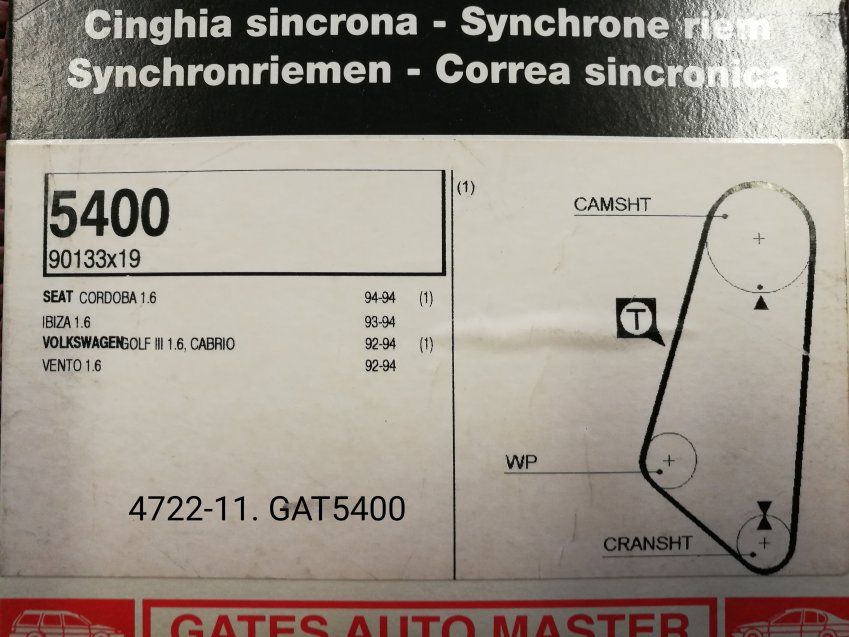 Cinghia sincrona - Synchrone riem
Synchronriemen - Correa sincronica
5400
90133x19
SEAT CORDOBA 1.6 94-94 (1)
IBIZA 1.6 93-94
VOLKSWAGEN GOLF III 1.6, CABRIO 92-94 (1)
VENTO 1.6 92-94
4722-11. GAT5400
(1)
CAMSHT
T
WP
CRANSHT
GATES AUTO MASTER